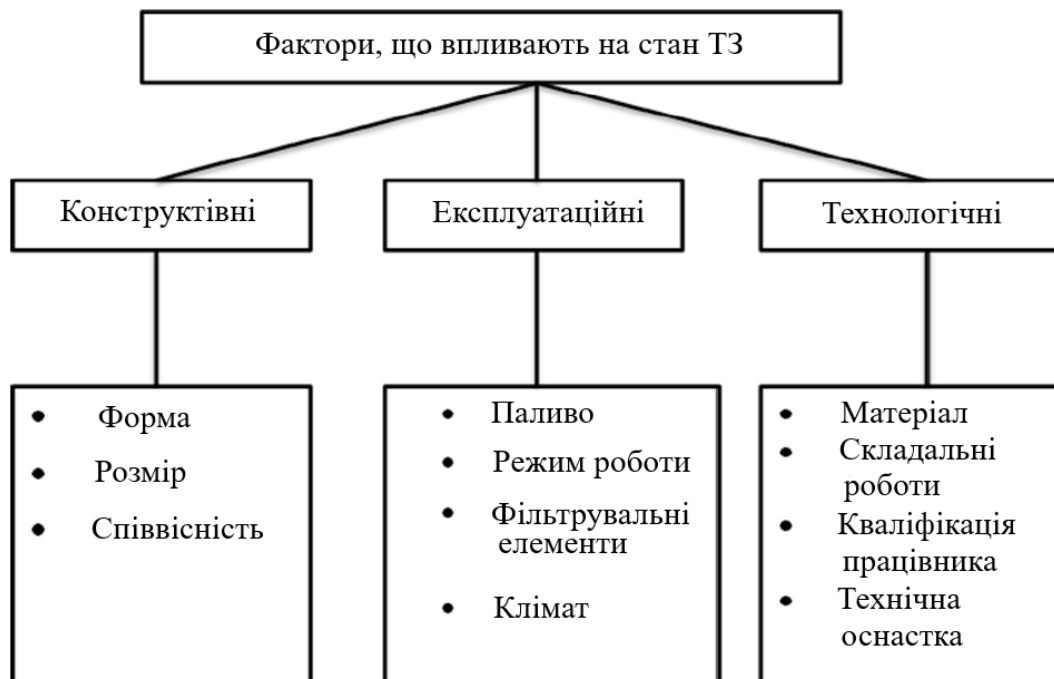 Фактори, що впливають на стан ТЗ
Конструктівні
Експлуатаційні
Технологічні
• Форма
• Розмір
• Співвісність
• Паливо
• Режим роботи
• Фільтрувальні
елементи
• Клімат
• Матеріал
• Складальні
роботи
• Кваліфікація
працівника
• Технічна
оснастка